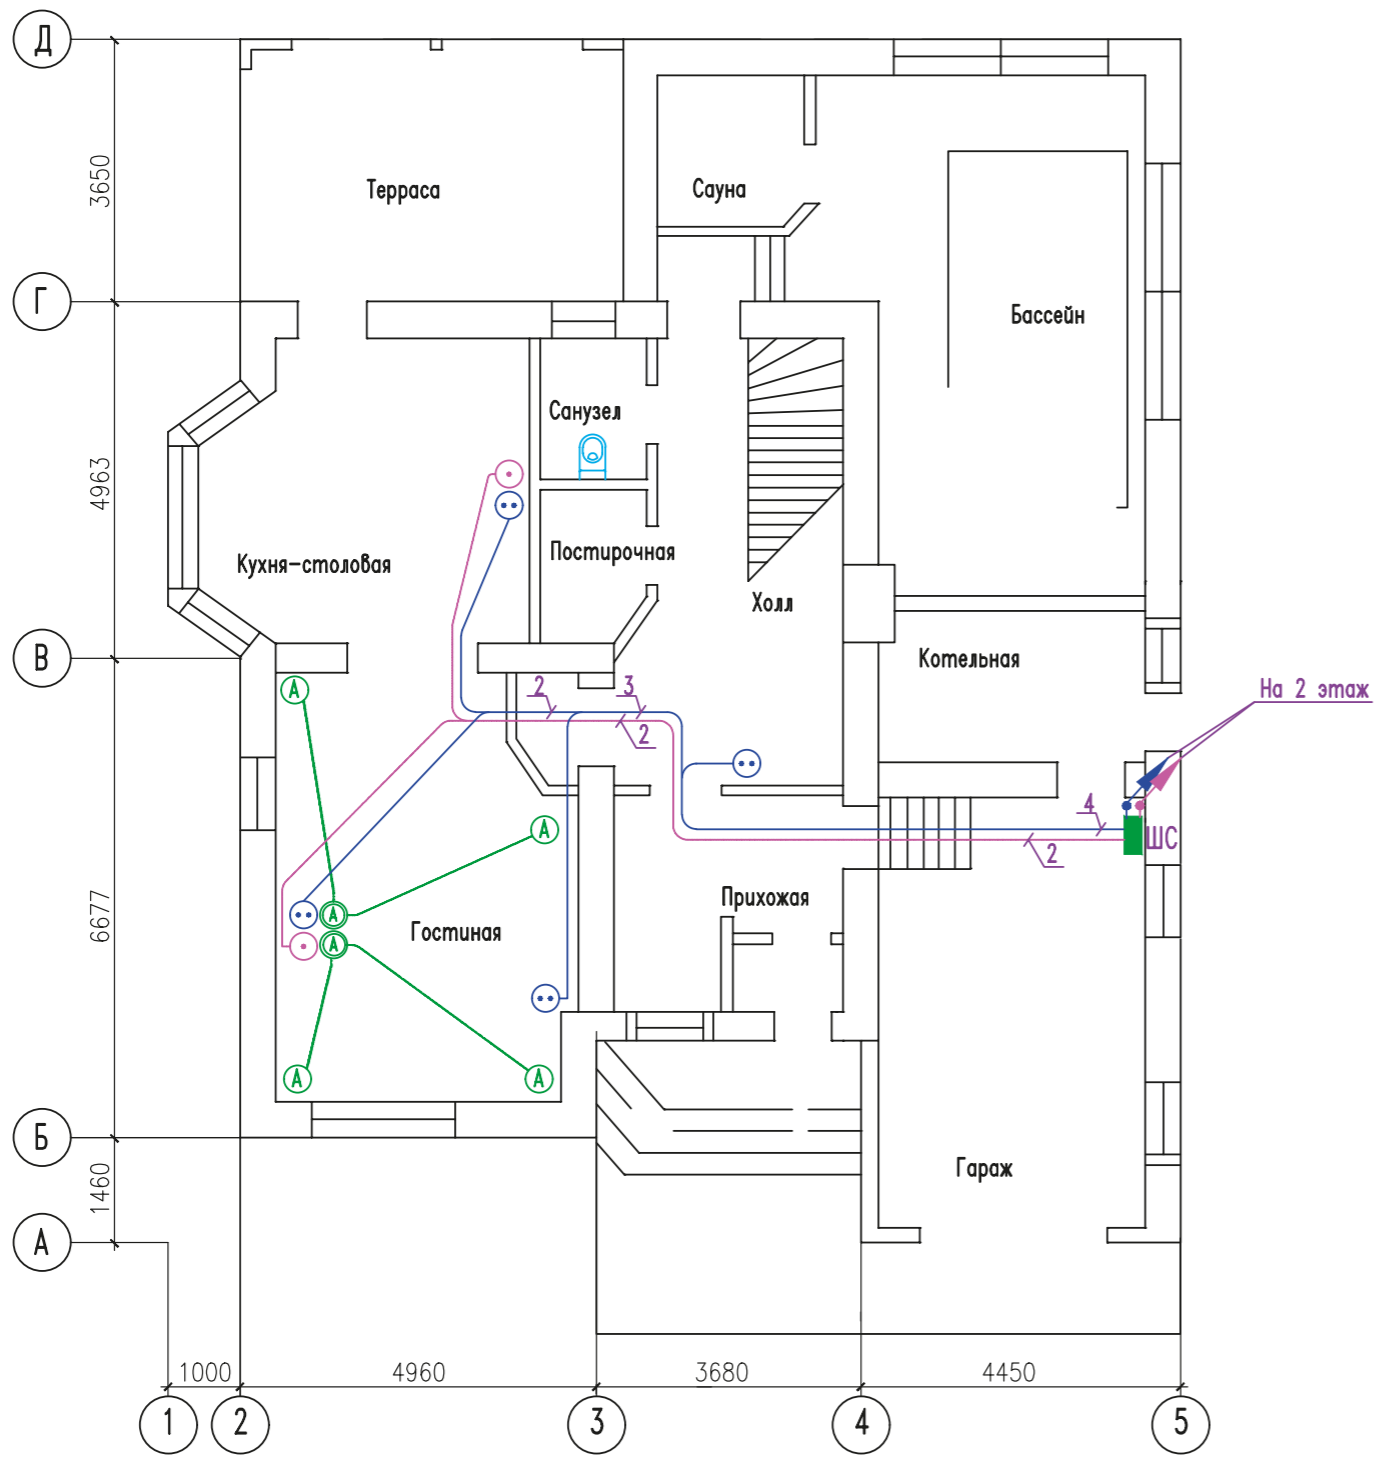 Д
3650
Терраса
Сауна
Г
Бассейн
Санузел
4963
Постирочная
Кухня-столовая
Холл
В
Котельная
На 2 этаж
А
2
3
2
4
ШС
2
А
Прихожая
6677
А
Гостиная
А
А
А
Б
Гараж
1460
А
1000
4960
3680
4450
1
2
3
4
5